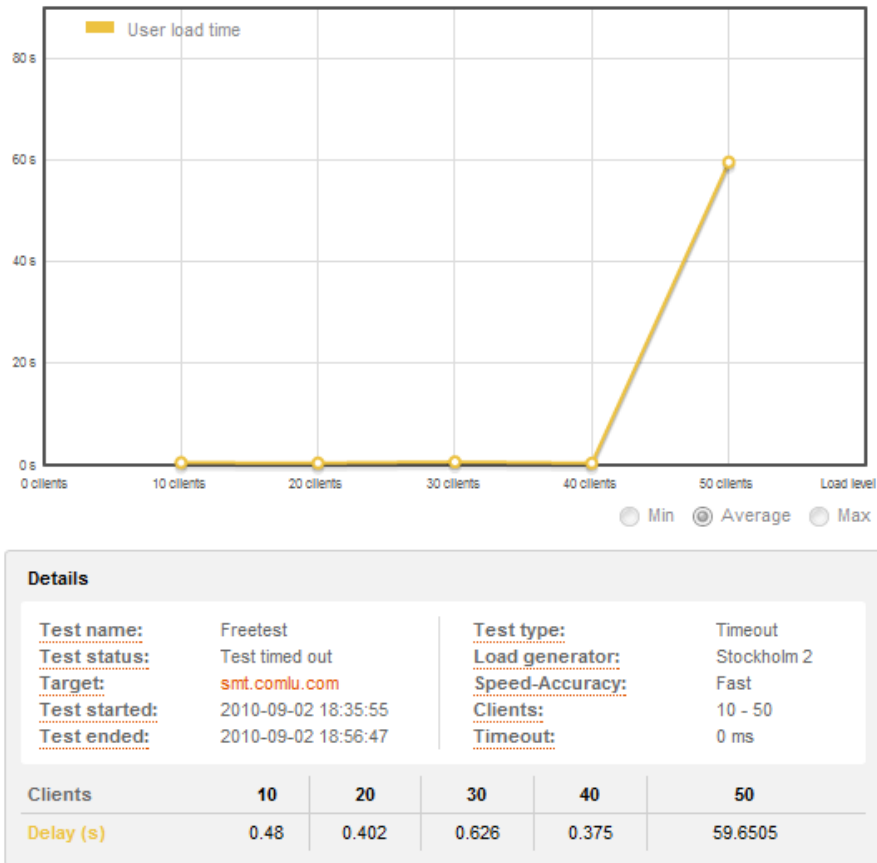 User load time
80 s
60 s
40 s
20 s
0 s
0 clients 10 clients 20 clients 30 clients 40 clients 50 clients Load level
Min Average Max
Details
Test name: Freetest Test type: Timeout
Test status: Test timed out Load generator: Stockholm 2
Target: smt.comlu.com Speed-Accuracy: Fast
Test started: 2010-09-02 18:35:55 Clients: 10 - 50
Test ended: 2010-09-02 18:56:47 Timeout: 0 ms
Clients 10 20 30 40 50
Delay (s) 0.48 0.402 0.626 0.375 59.6505